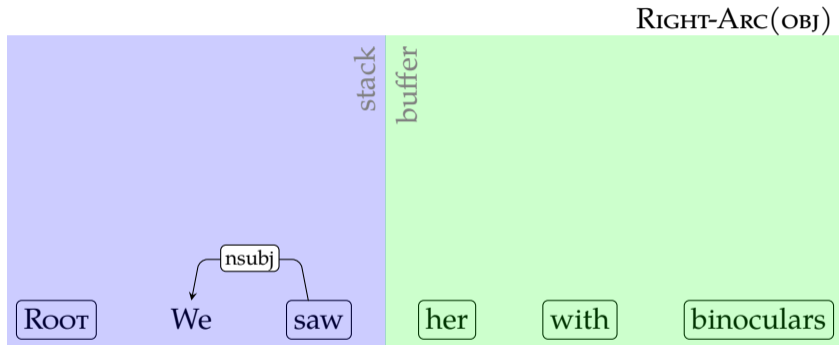 Right-Arc(obj)
stack
buffer
nsubj
Root We saw her with binoculars